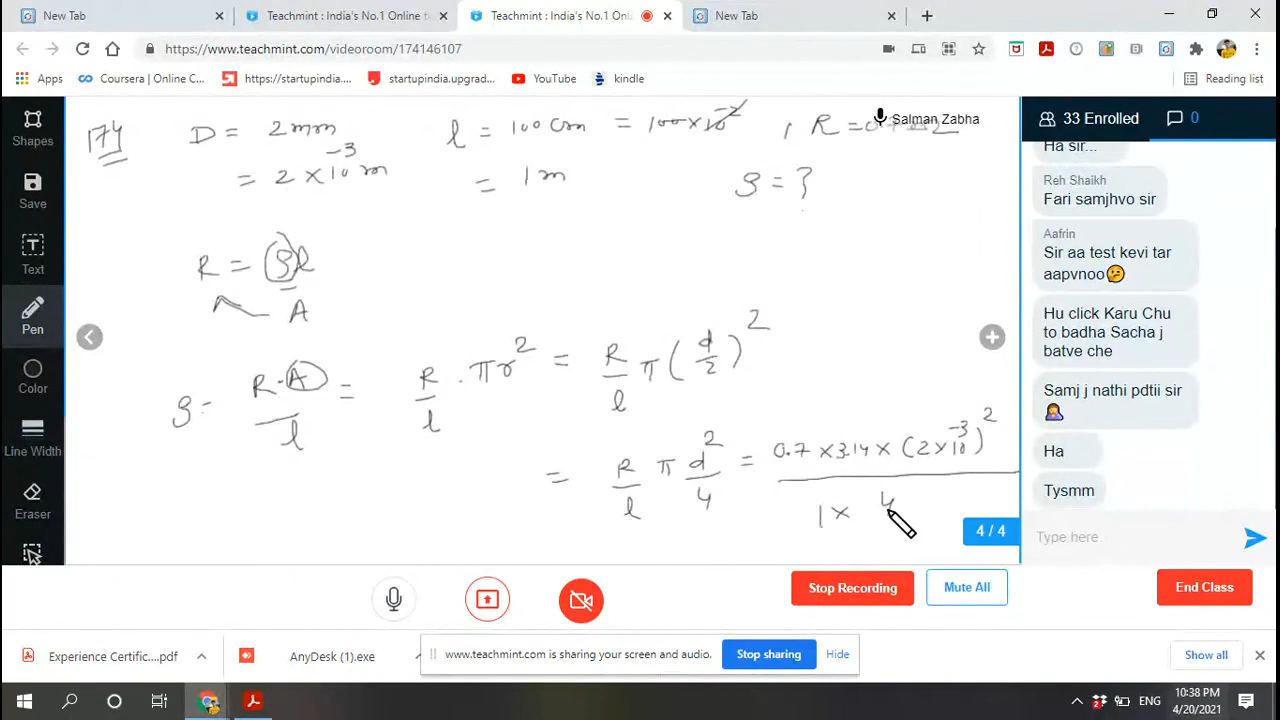 New Tab
Teachmint: India's No.1 Online t
Teachmint: India's No.1 Onl
New Tab
https://www.teachmint.com/videoroom/174146107
Apps
Coursera | Online C...
https://startupindia....
startupindia.upgrad...
YouTube
kindle
Reading list
Shapes
Save
Text
Pen
Color
Line Width
Eraser
174
D = 2mm
= 2 × 10⁻³ m
l = 100 cm = 100×10⁻²
= 1 m
, R =
Salman Zabha
ρ = ?
R = ρl
A
ρ = R·A / l = R/l · πr² = R/l π (d/2)²
= R/l π d²/4 = 0.7 × 3.14 × (2×10⁻³)²
1 × 4
4 / 4
33 Enrolled
0
Ha sir...
Reh Shaikh
Fari samjhvo sir
Aafrin
Sir aa test kevi tar
aapvnoo🤔
Hu click Karu Chu
to badha Sacha j
batve che
Samj j nathi pdtii sir
🤦‍♀️
Ha
Tysmm
Type here
Stop Recording
Mute All
End Class
Experience Certific....pdf
AnyDesk (1).exe
www.teachmint.com is sharing your screen and audio.
Stop sharing
Hide
Show all
ENG
10:38 PM
4/20/2021